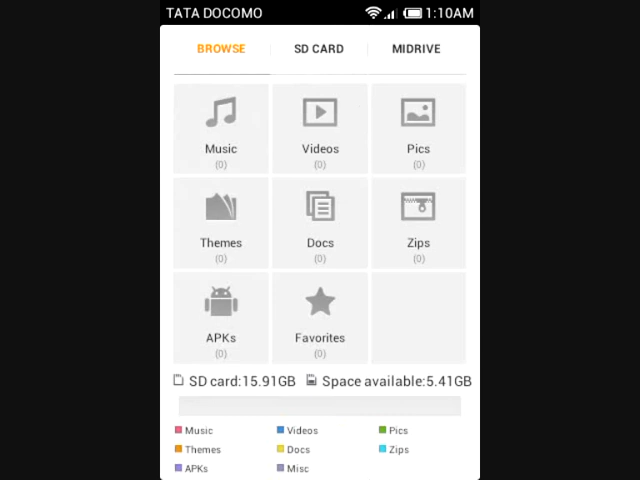 TATA DOCOMO 1:10AM
BROWSE SD CARD MIDRIVE
Music Videos Pics
(0) (0) (0)
Themes Docs Zips
(0) (0) (0)
APKs Favorites
(0) (0)
SD card:15.91GB Space available:5.41GB
Music Videos Pics
Themes Docs Zips
APKs Misc